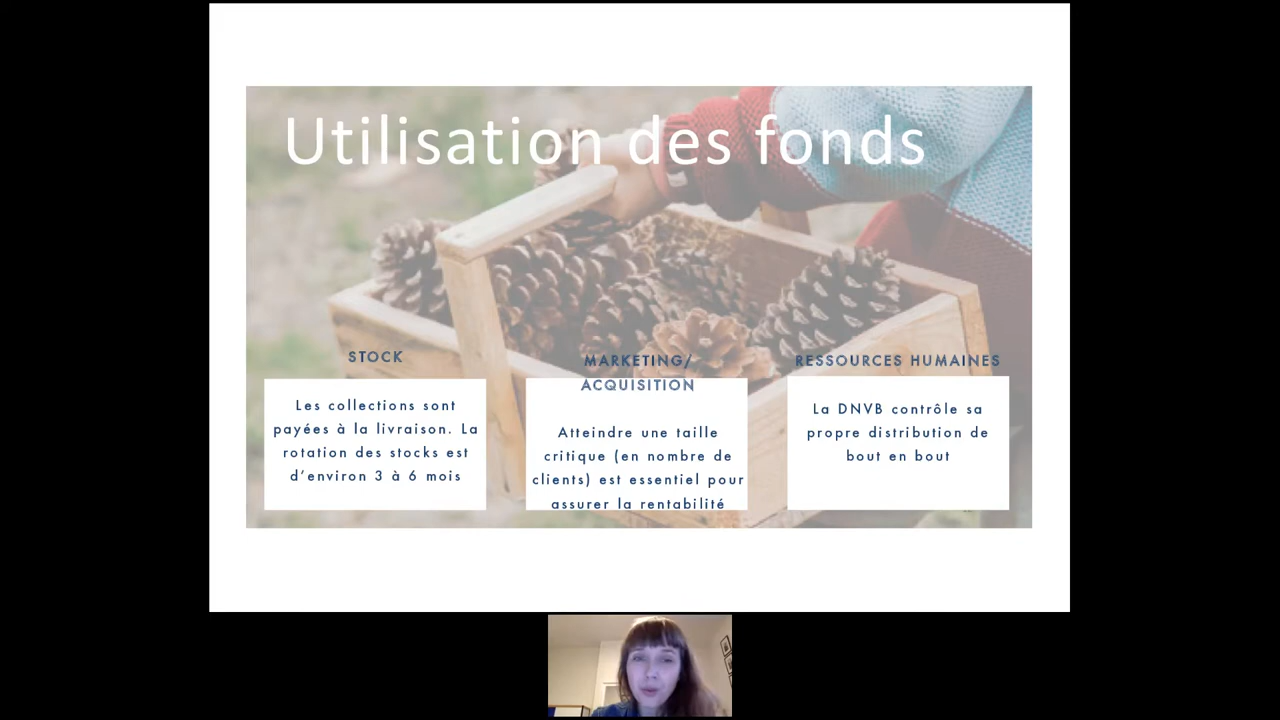 Utilisation des fonds
STOCK
Les collections sont
payées à la livraison. La
rotation des stocks est
d’environ 3 à 6 mois
MARKETING/
ACQUISITION
Atteindre une taille
critique (en nombre de
clients) est essentiel pour
assurer la rentabilité
RESSOURCES HUMAINES
La DNVB contrôle sa
propre distribution de
bout en bout